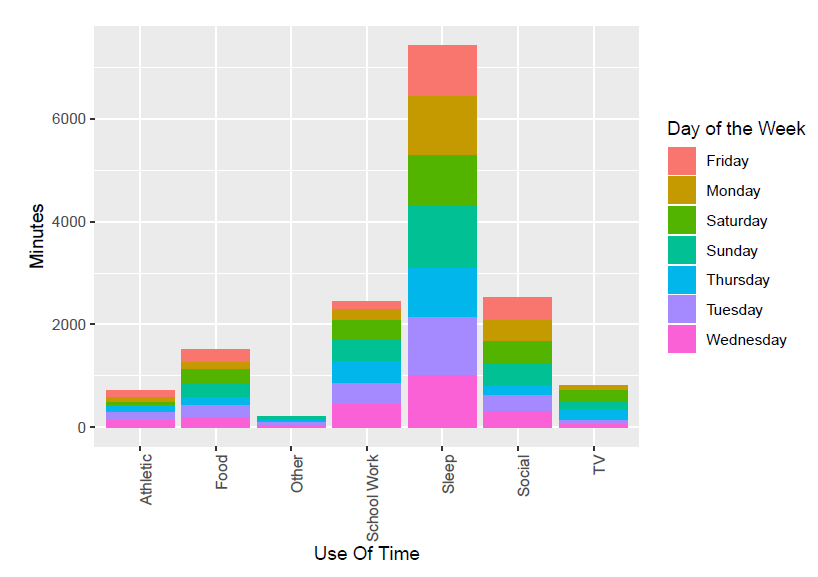 Minutes
6000
4000
2000
0
Athletic
Food
Other
School Work
Sleep
Social
TV
Use Of Time
Day of the Week
Friday
Monday
Saturday
Sunday
Thursday
Tuesday
Wednesday